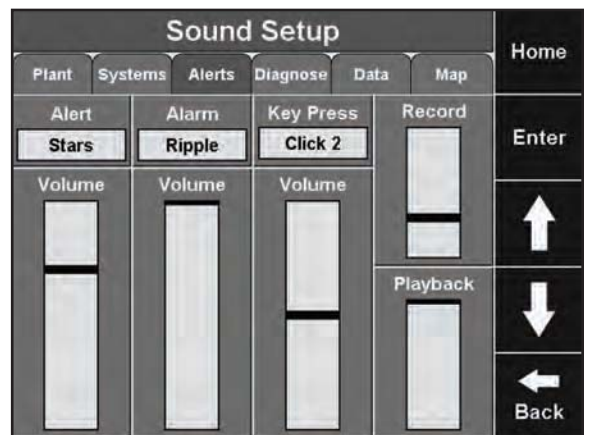 Sound Setup
Home
Plant Systems Alerts Diagnose Data Map
Alert Alarm Key Press Record
Stars Ripple Click 2
Enter
Volume Volume Volume
Playback
Back